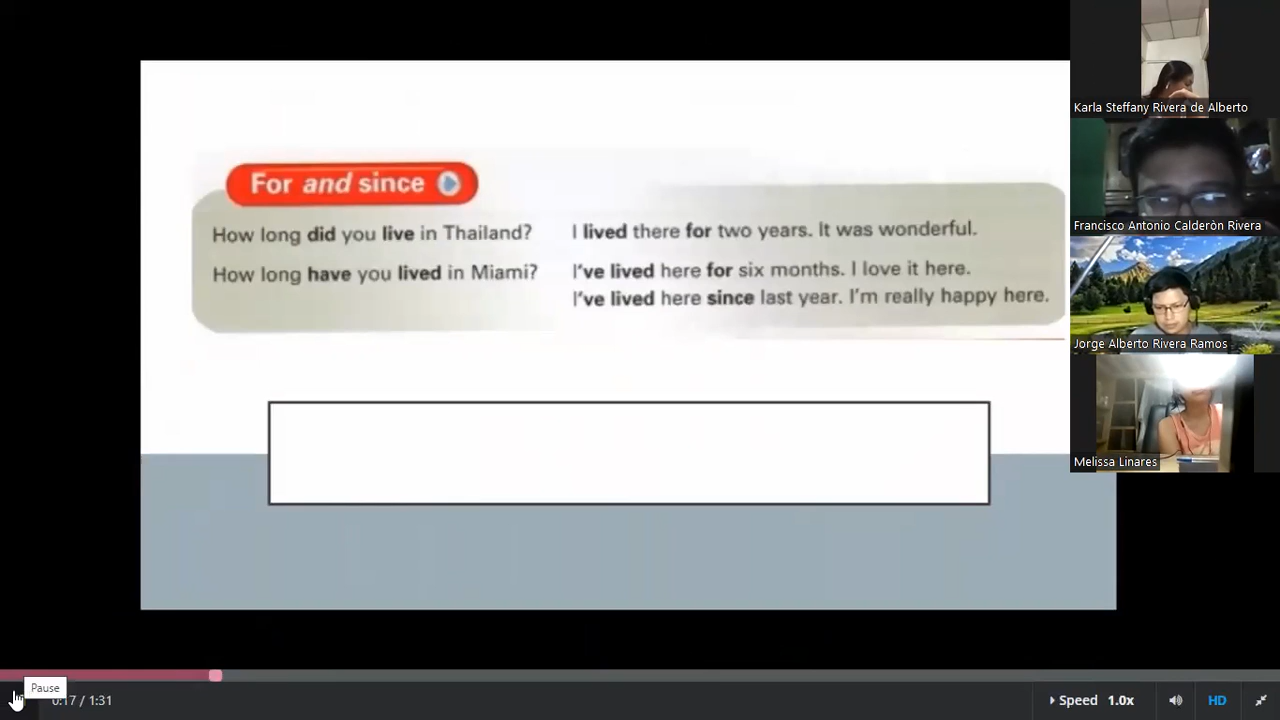 For and since
How long did you live in Thailand? I lived there for two years. It was wonderful.
How long have you lived in Miami? I've lived here for six months. I love it here.
I've lived here since last year. I'm really happy here.
Karla Steffany Rivera de Alberto
Francisco Antonio Calderòn Rivera
Jorge Alberto Rivera Ramos
Melissa Linares
Pause
0:17 / 1:31
Speed 1.0x
HD